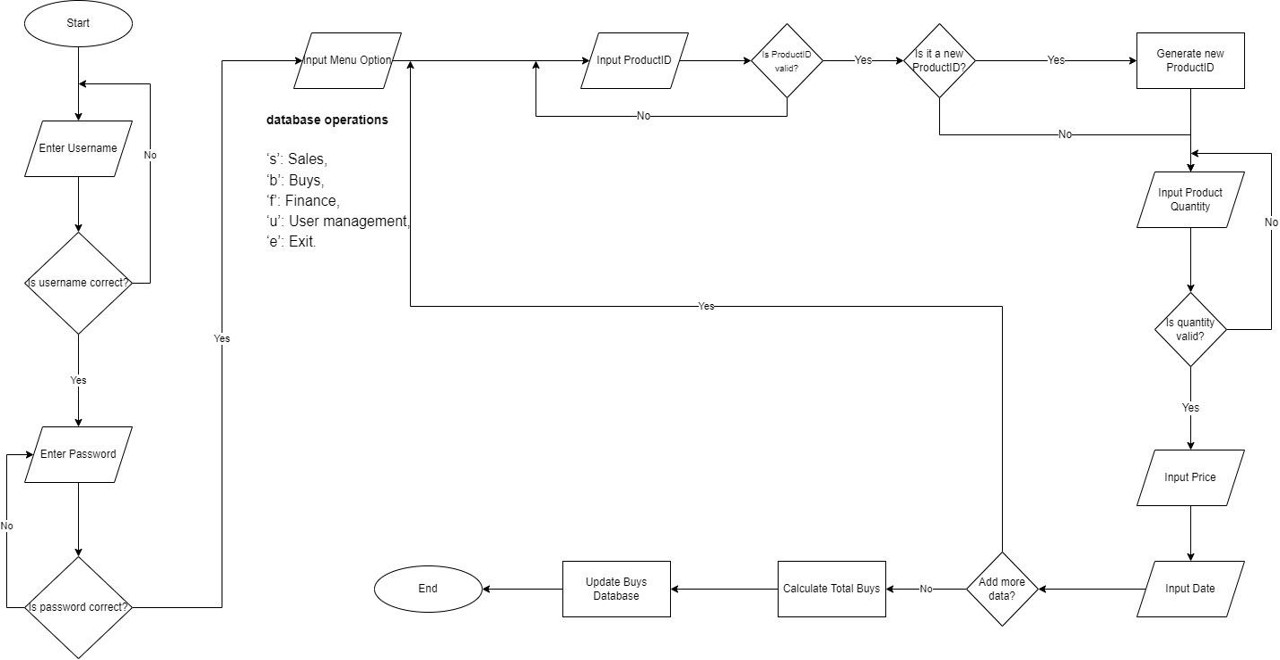 Start
Enter Username
No
Is username correct?
Yes
Enter Password
No
Is password correct?
Yes
Input Menu Option
database operations
‘s’: Sales,
‘b’: Buys,
‘f’: Finance,
‘u’: User management,
‘e’: Exit.
Input ProductID
Is ProductID
valid?
No
Yes
Is it a new
ProductID?
Yes
No
Generate new
ProductID
Input Product
Quantity
No
Is quantity
valid?
Yes
Input Price
Input Date
Add more
data?
Yes
No
Calculate Total Buys
Update Buys
Database
End